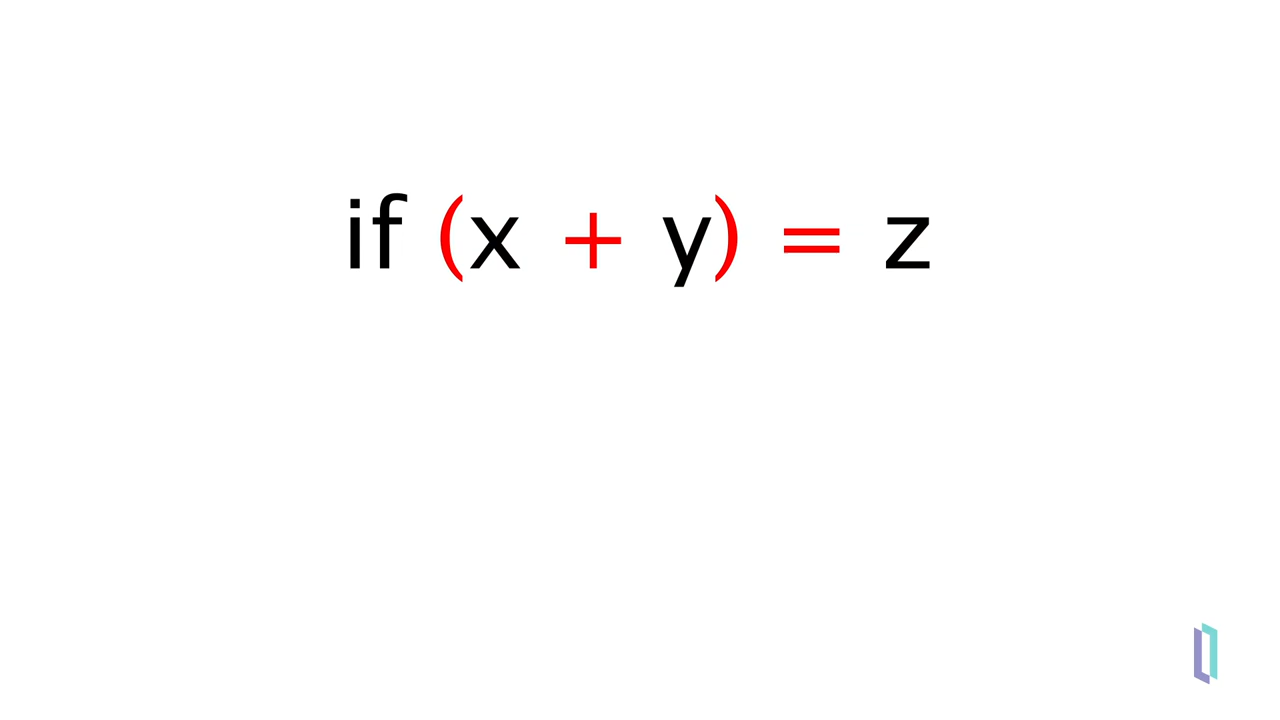 if (x + y) = z